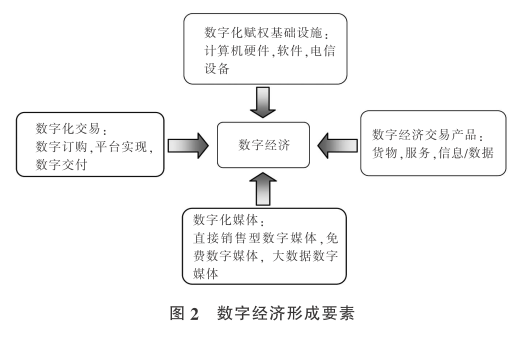 数字化赋权基础设施:
计算机硬件,软件,电信
设备
数字化交易:
数字订购,平台实现,
数字交付
数字经济
数字经济交易产品:
货物,服务,信息/数据
数字化媒体:
直接销售型数字媒体,免
费数字媒体, 大数据数字
媒体
图 2 数字经济形成要素